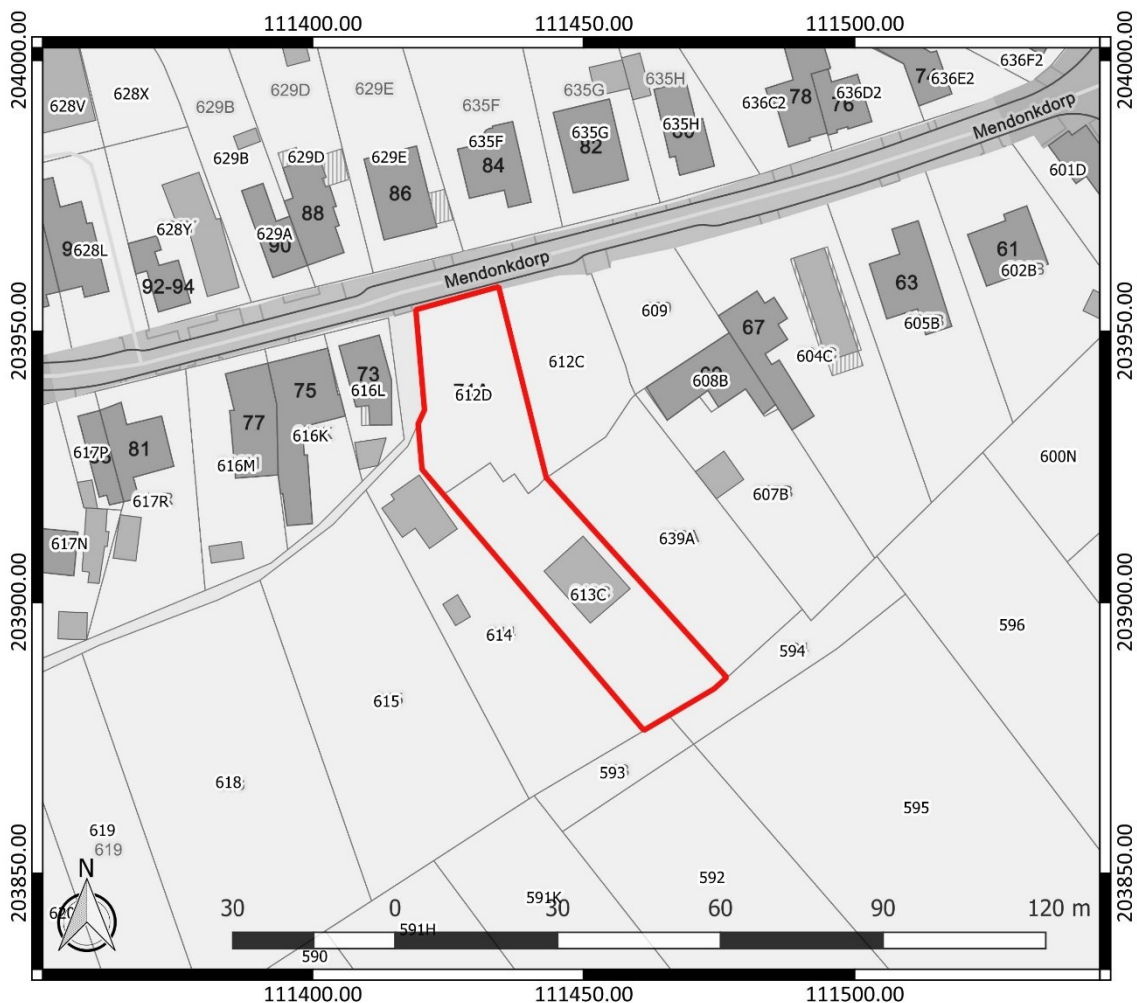 111400.00
111450.00
111500.00
204000.00
204000.00
636F2
628V
628X
629B
629D
629E
635F
635G
635H
636C2
78
74
636E2
636D2
76
Mendonkdorp
629B
629D
629E
635F
84
635G
82
635H
80
601D
86
88
628L
628Y
629A
90
92-94
Mendonkdorp
61
602B
63
605B
203950.00
203950.00
609
67
604C
612C
608B
73
616L
75
612D
77
616K
616M
617P
81
617R
600N
607B
639A
617N
613C
203900.00
203900.00
614
594
596
615
593
618
595
619
619
592
203850.00
203850.00
N
591K
591H
590
30
0
30
60
90
120 m
111400.00
111450.00
111500.00